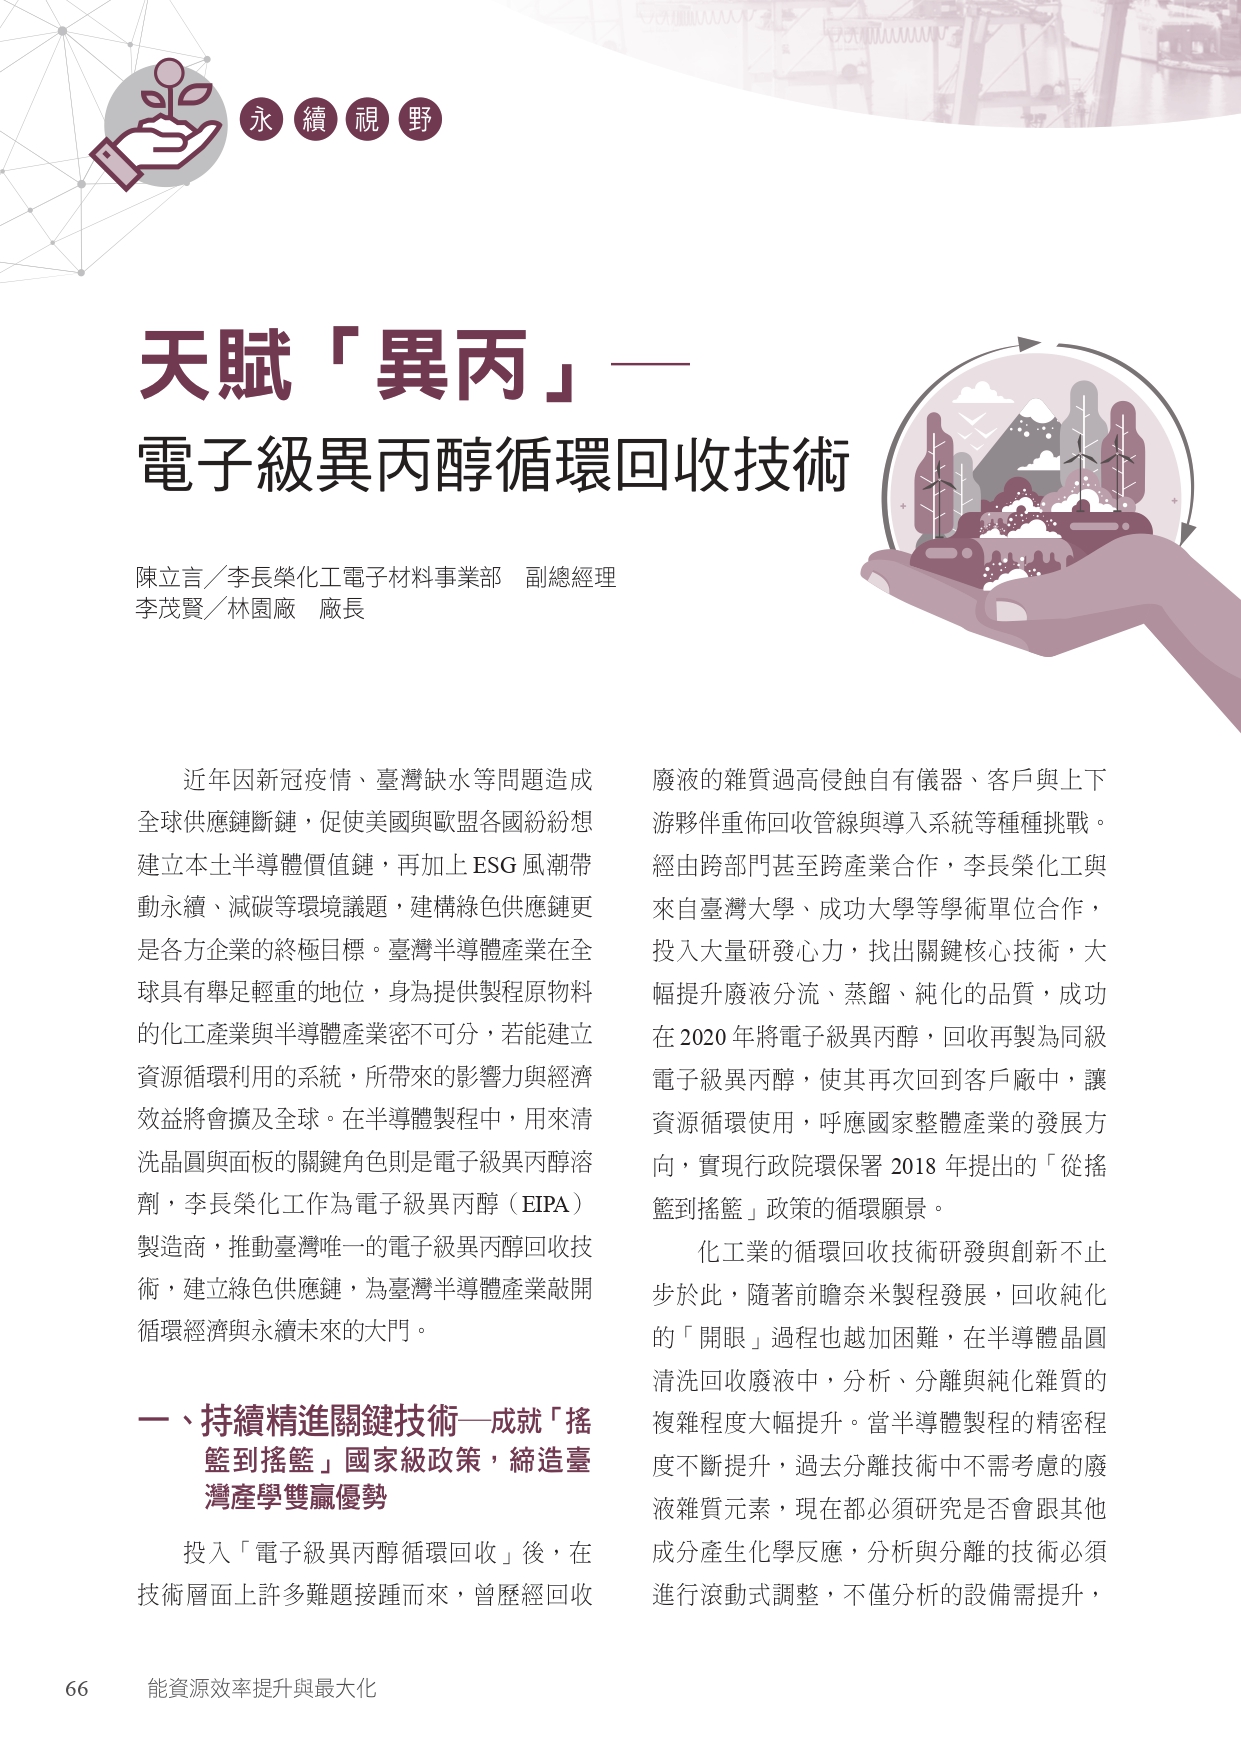 永續視野
天賦「異丙」——
電子級異丙醇循環回收技術
陳立言／李長榮化工電子材料事業部　副總經理
李茂賢／林園廠　廠長
近年因新冠疫情、臺灣缺水等問題造成
全球供應鏈斷鏈，促使美國與歐盟各國紛紛想
建立本土半導體價值鏈，再加上 ESG 風潮帶
動永續、減碳等環境議題，建構綠色供應鏈更
是各方企業的終極目標。臺灣半導體產業在全
球具有舉足輕重的地位，身為提供製程原物料
的化工產業與半導體產業密不可分，若能建立
資源循環利用的系統，所帶來的影響力與經濟
效益將會擴及全球。在半導體製程中，用來清
洗晶圓與面板的關鍵角色則是電子級異丙醇溶
劑，李長榮化工作為電子級異丙醇（EIPA）
製造商，推動臺灣唯一的電子級異丙醇回收技
術，建立綠色供應鏈，為臺灣半導體產業敲開
循環經濟與永續未來的大門。
一、持續精進關鍵技術—成就「搖
籃到搖籃」國家級政策，締造臺
灣產學雙贏優勢
投入「電子級異丙醇循環回收」後，在
技術層面上許多難題接踵而來，曾歷經回收
廢液的雜質過高侵蝕自有儀器、客戶與上下
游夥伴重佈回收管線與導入系統等種種挑戰。
經由跨部門甚至跨產業合作，李長榮化工與
來自臺灣大學、成功大學等學術單位合作，
投入大量研發心力，找出關鍵核心技術，大
幅提升廢液分流、蒸餾、純化的品質，成功
在 2020 年將電子級異丙醇，回收再製為同級
電子級異丙醇，使其再次回到客戶廠中，讓
資源循環使用，呼應國家整體產業的發展方
向，實現行政院環保署 2018 年提出的「從搖
籃到搖籃」政策的循環願景。
化工業的循環回收技術研發與創新不止
步於此，隨著前瞻奈米製程發展，回收純化
的「開眼」過程也越加困難，在半導體晶圓
清洗回收廢液中，分析、分離與純化雜質的
複雜程度大幅提升。當半導體製程的精密程
度不斷提升，過去分離技術中不需考慮的廢
液雜質元素，現在都必須研究是否會跟其他
成分產生化學反應，分析與分離的技術必須
進行滾動式調整，不僅分析的設備需提升，
66　能資源效率提升與最大化